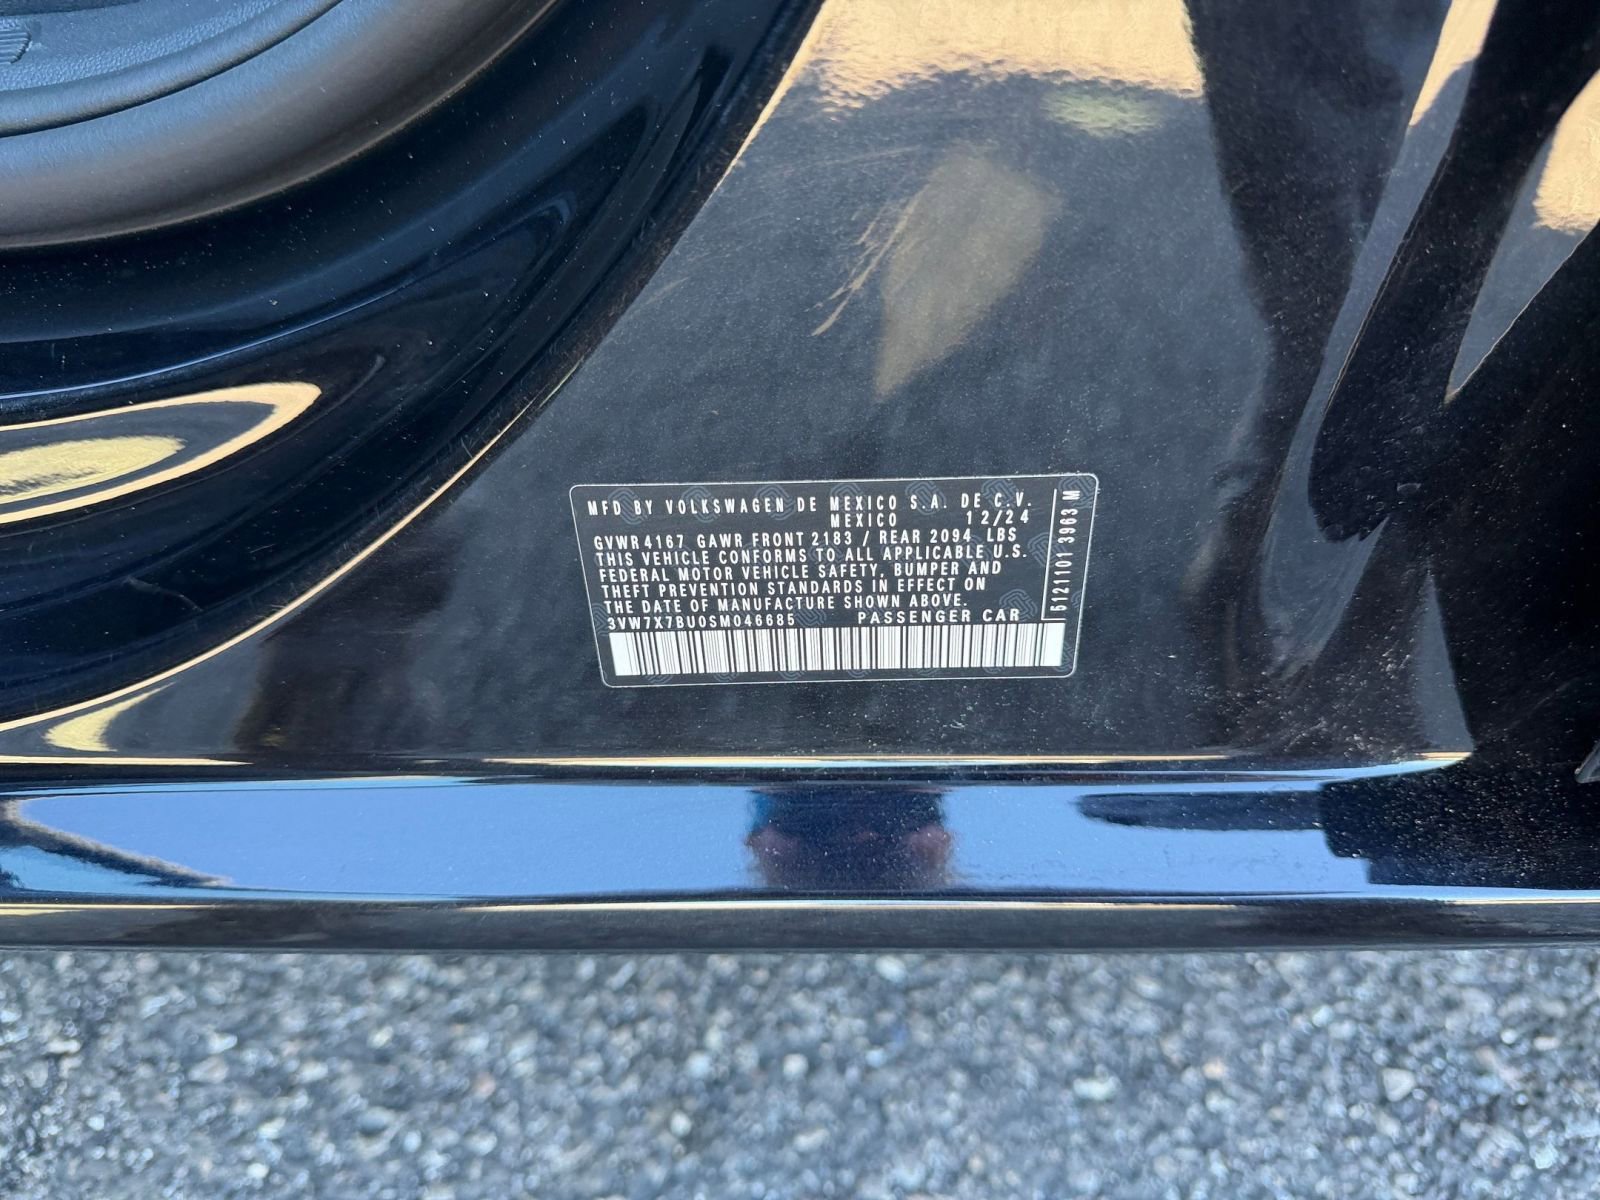 MFD BY VOLKSWAGEN DE MEXICO S.A. DE C.V.
MEXICO 12/24
GVWR 4167 GAWR FRONT 2183 / REAR 2094 LBS
THIS VEHICLE CONFORMS TO ALL APPLICABLE U.S.
FEDERAL MOTOR VEHICLE SAFETY, BUMPER AND
THEFT PREVENTION STANDARDS IN EFFECT ON
THE DATE OF MANUFACTURE SHOWN ABOVE.
3VW7X7BU0SM046685 PASSENGER CAR
5121101 3963 M